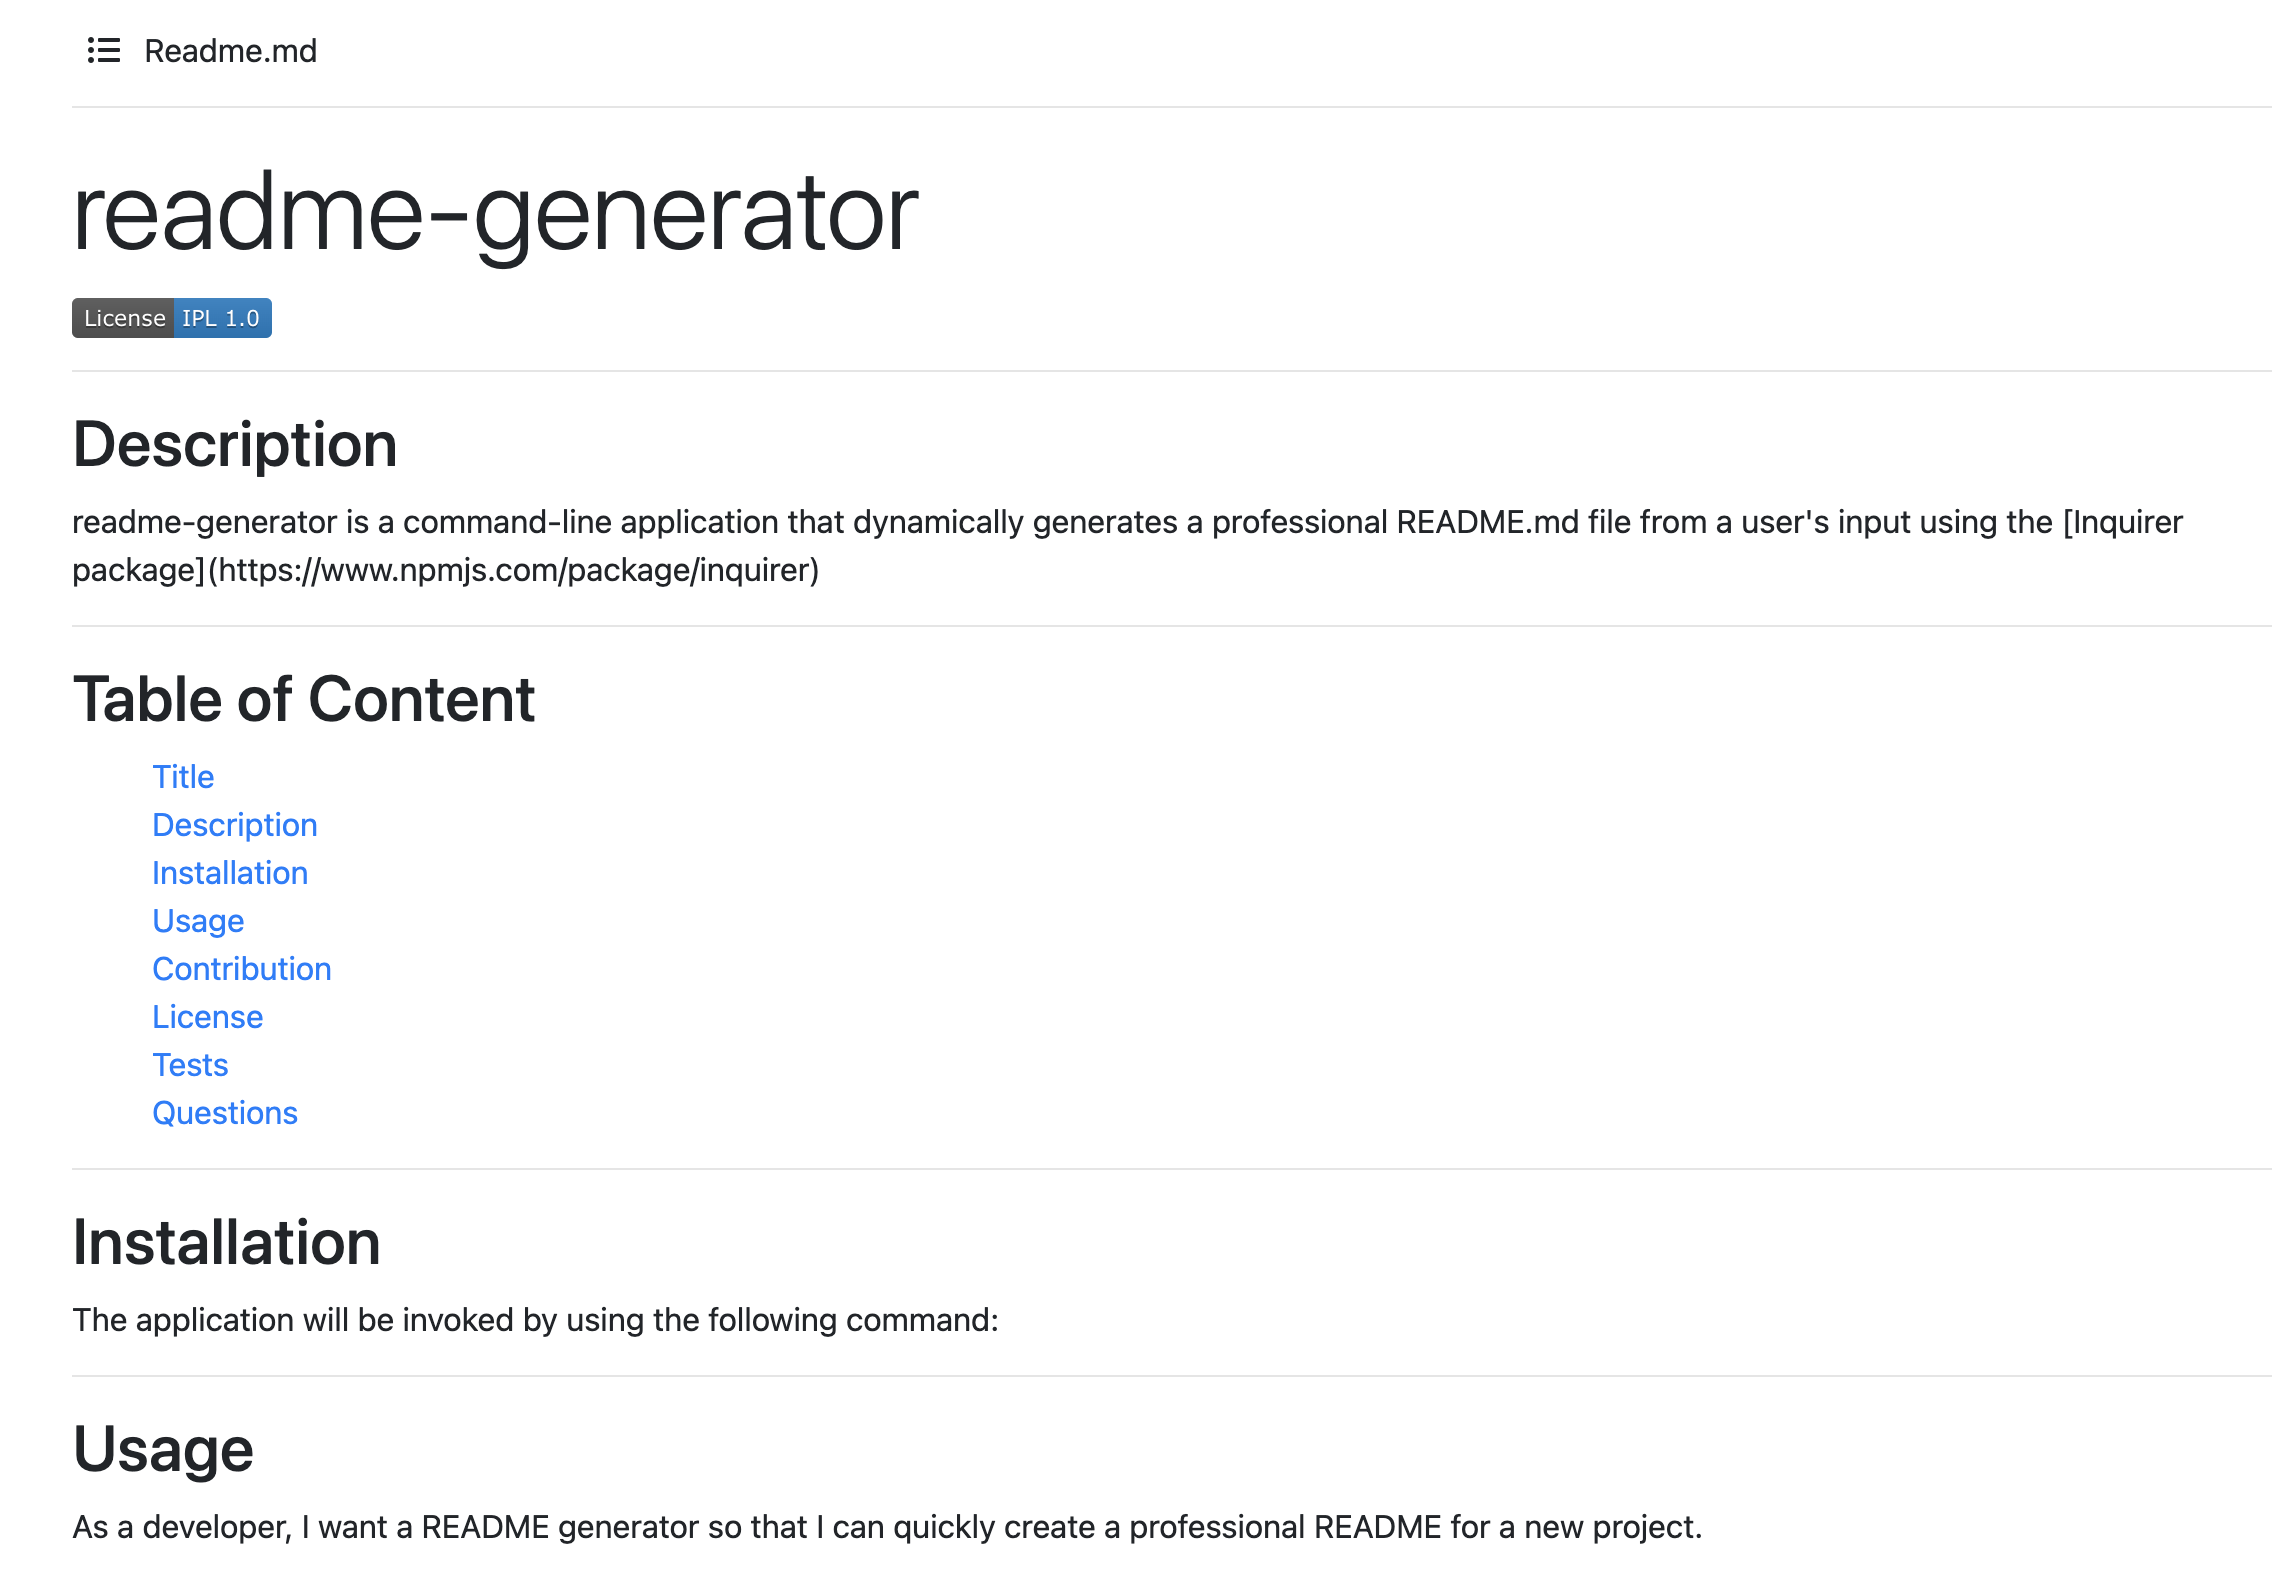 Readme.md
readme-generator
License IPL 1.0
Description
readme-generator is a command-line application that dynamically generates a professional README.md file from a user's input using the [Inquirer
package](https://www.npmjs.com/package/inquirer)
Table of Content
Title
Description
Installation
Usage
Contribution
License
Tests
Questions
Installation
The application will be invoked by using the following command:
Usage
As a developer, I want a README generator so that I can quickly create a professional README for a new project.